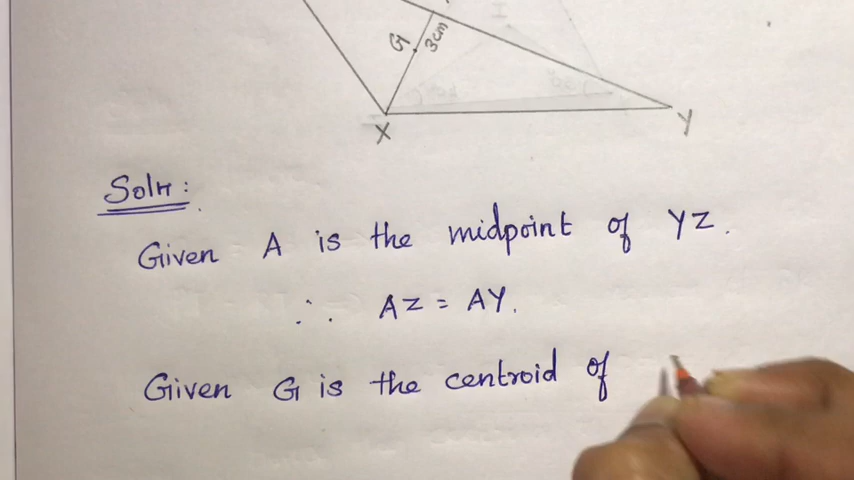 G
3cm
X
Y
Soln:
Given A is the midpoint of YZ.
∴ AZ = AY.
Given G is the centroid of